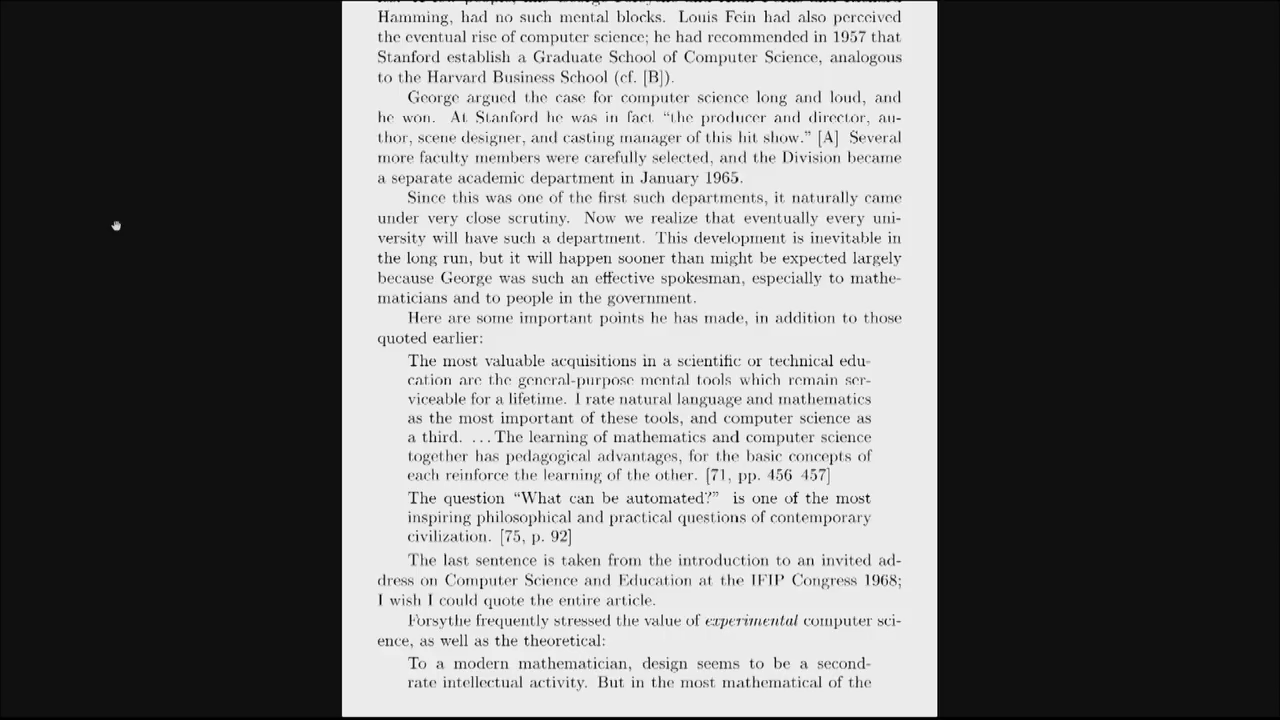 Hamming, had no such mental blocks. Louis Fein had also perceived
the eventual rise of computer science; he had recommended in 1957 that
Stanford establish a Graduate School of Computer Science, analogous
to the Harvard Business School (cf. [B]).
George argued the case for computer science long and loud, and
he won. At Stanford he was in fact “the producer and director, au-
thor, scene designer, and casting manager of this hit show.” [A] Several
more faculty members were carefully selected, and the Division became
a separate academic department in January 1965.
Since this was one of the first such departments, it naturally came
under very close scrutiny. Now we realize that eventually every uni-
versity will have such a department. This development is inevitable in
the long run, but it will happen sooner than might be expected largely
because George was such an effective spokesman, especially to mathe-
maticians and to people in the government.
Here are some important points he has made, in addition to those
quoted earlier:
The most valuable acquisitions in a scientific or technical edu-
cation are the general-purpose mental tools which remain ser-
viceable for a lifetime. I rate natural language and mathematics
as the most important of these tools, and computer science as
a third. ...The learning of mathematics and computer science
together has pedagogical advantages, for the basic concepts of
each reinforce the learning of the other. [71, pp. 456 457]
The question “What can be automated?” is one of the most
inspiring philosophical and practical questions of contemporary
civilization. [75, p. 92]
The last sentence is taken from the introduction to an invited ad-
dress on Computer Science and Education at the IFIP Congress 1968;
I wish I could quote the entire article.
Forsythe frequently stressed the value of experimental computer sci-
ence, as well as the theoretical:
To a modern mathematician, design seems to be a second-
rate intellectual activity. But in the most mathematical of the